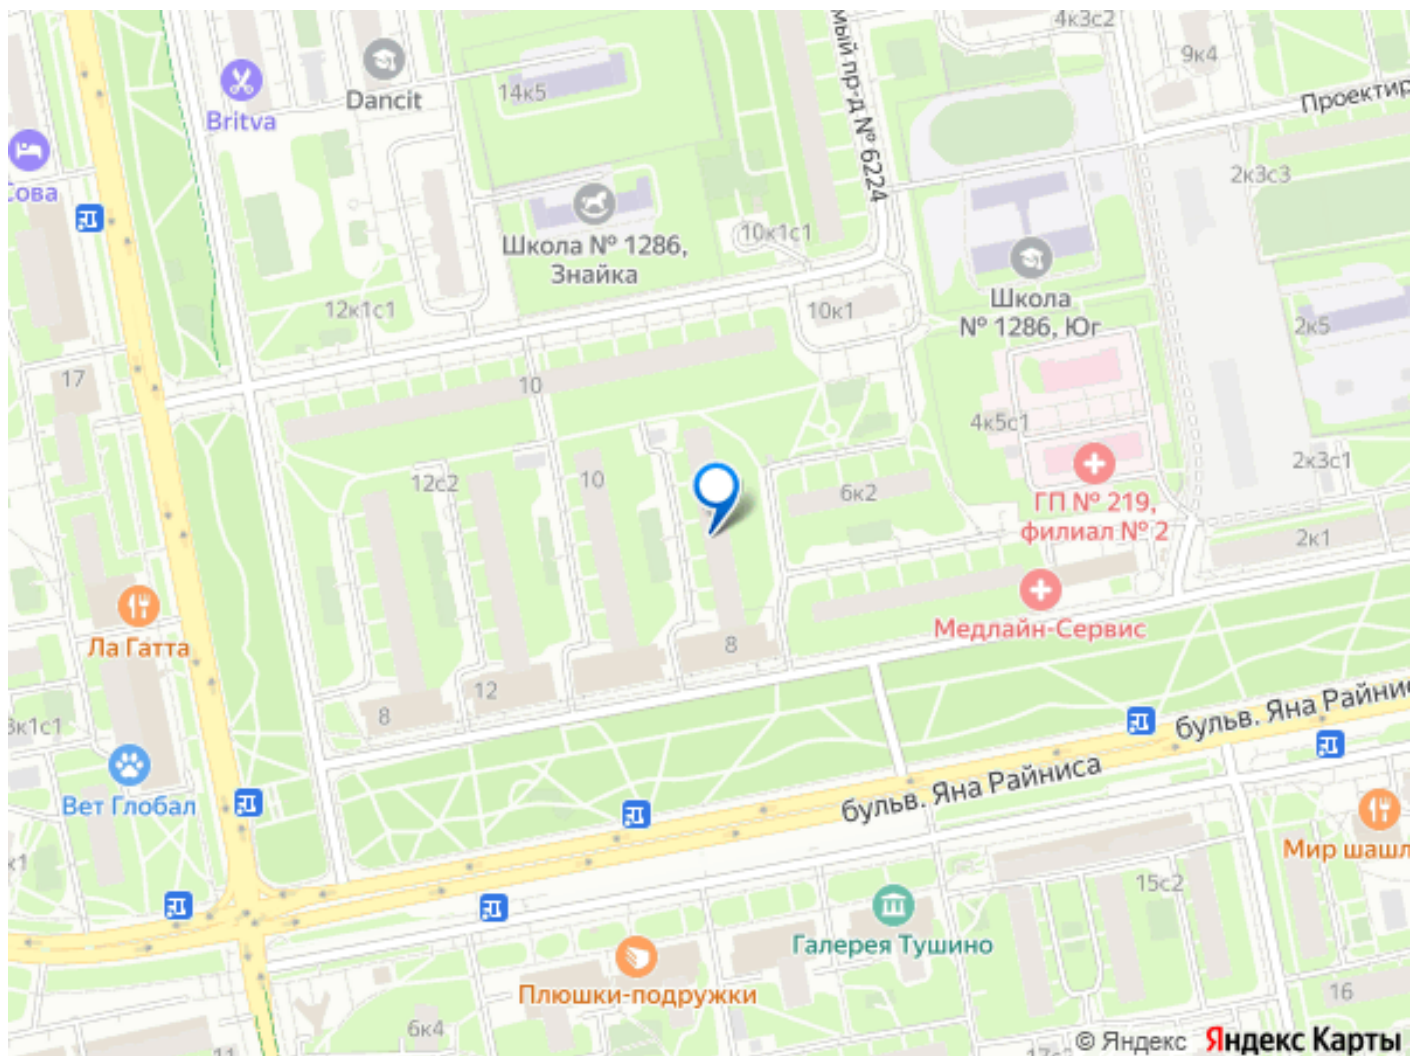 4к3с2
мый пр-д № 6224
9к4
Dancit
14к5
Проектир
Britva
Сова
2к3с3
Школа № 1286,
Знайка
10к1с1
Школа
№ 1286, Юг
12к1с1
10к1
2к5
17
10
4к5с1
2к3с1
12с2
10
6к2
ГП № 219,
филиал № 2
2к1
Ла Гатта
Медлайн-Сервис
8
12
8
3к1с1
бульв. Яна Райнис
бульв. Яна Райниса
Вет Глобал
к1
Мир шашл
15с2
Галерея Тушино
Плюшки-подружки
16
6к4
11
17с2
© Яндекс Яндекс Карты